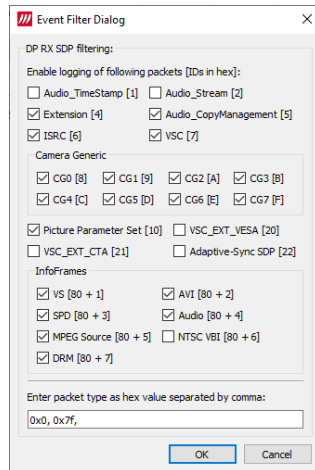 Event Filter Dialog
DP RX SDP filtering:
Enable logging of following packets [IDs in hex]:
Audio_TimeStamp [1] Audio_Stream [2]
Extension [4] Audio_CopyManagement [5]
ISRC [6] VSC [7]
Camera Generic
CG0 [8] CG1 [9] CG2 [A] CG3 [B]
CG4 [C] CG5 [D] CG6 [E] CG7 [F]
Picture Parameter Set [10] VSC_EXT_VESA [20]
VSC_EXT_CTA [21] Adaptive-Sync SDP [22]
InfoFrames
VS [80 + 1] AVI [80 + 2]
SPD [80 + 3] Audio [80 + 4]
MPEG Source [80 + 5] NTSC VBI [80 + 6]
DRM [80 + 7]
Enter packet type as hex value separated by comma:
0x0, 0x7f,
OK Cancel